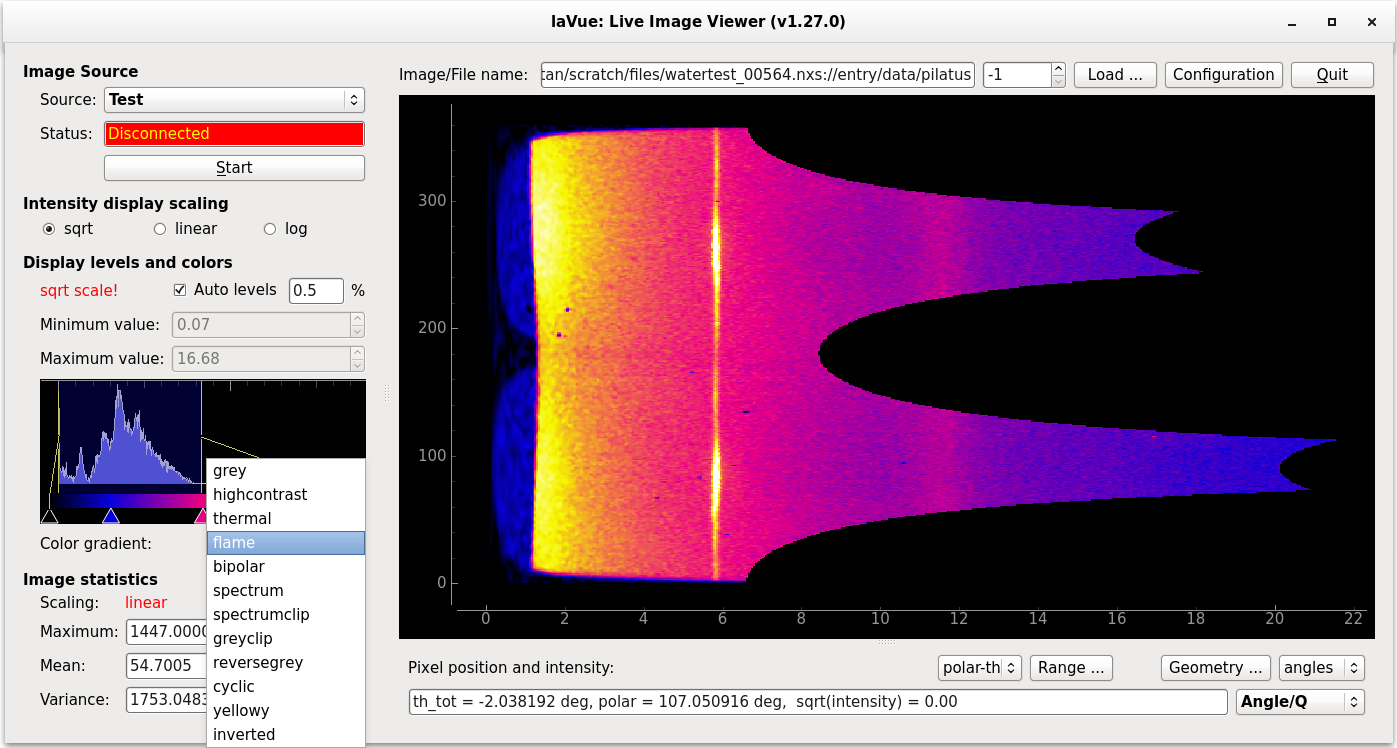 laVue: Live Image Viewer (v1.27.0)
Image Source
Source: Test
Status: Disconnected
Start
Intensity display scaling
sqrt linear log
Display levels and colors
sqrt scale! Auto levels 0.5 %
Minimum value: 0.07
Maximum value: 16.68
Color gradient:
grey
highcontrast
thermal
flame
bipolar
spectrum
spectrumclip
greyclip
reversegrey
cyclic
yellowy
inverted
Image statistics
Scaling: linear
Maximum: 1447.0000
Mean: 54.7005
Variance: 1753.0483
Image/File name: tan/scratch/files/watertest_00564.nxs://entry/data/pilatus -1 Load ... Configuration Quit
300
200
100
0
0 2 4 6 8 10 12 14 16 18 20 22
Pixel position and intensity: polar-th Range ... Geometry ... angles
th_tot = -2.038192 deg, polar = 107.050916 deg, sqrt(intensity) = 0.00 Angle/Q